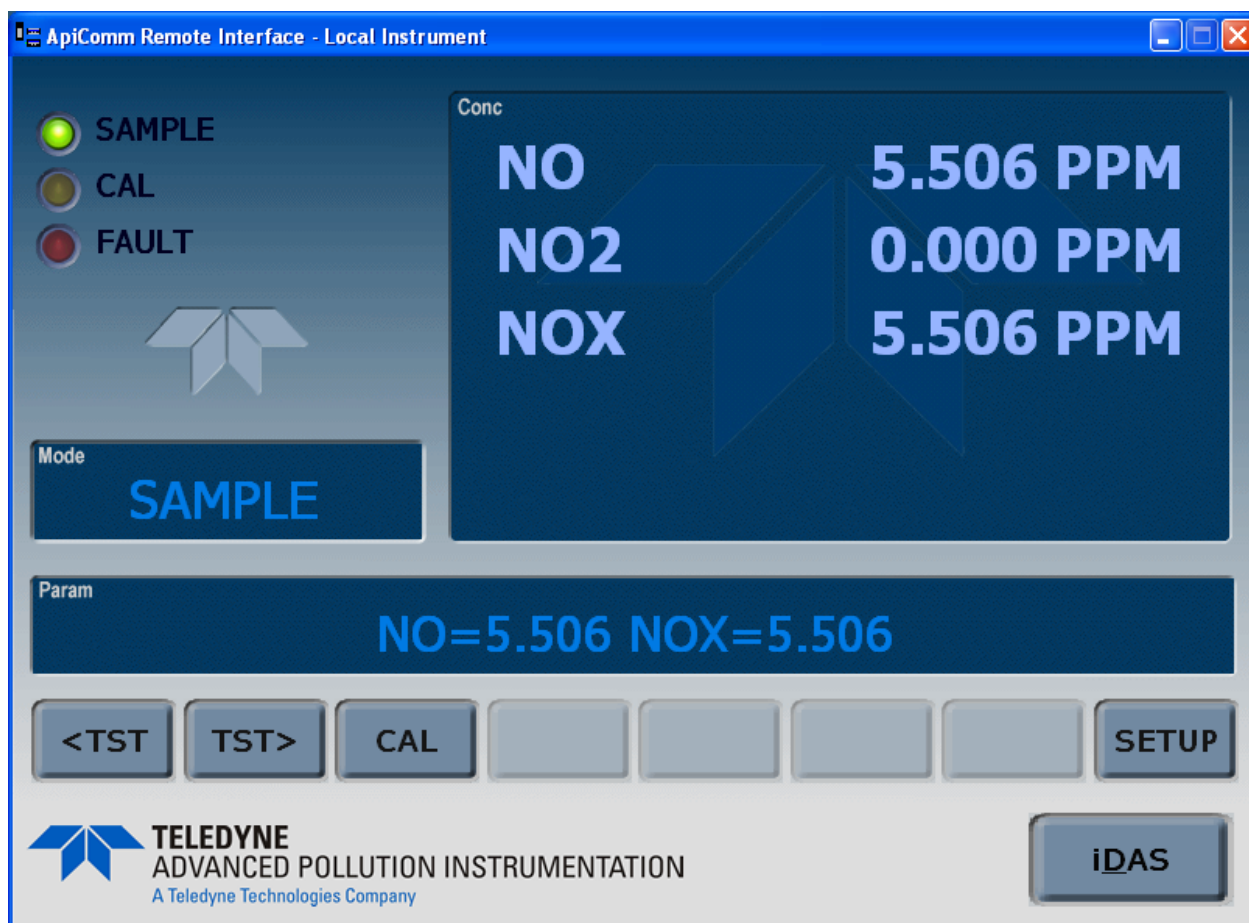 ApiComm Remote Interface - Local Instrument
SAMPLE
CAL
FAULT
Conc
NO 5.506 PPM
NO2 0.000 PPM
NOX 5.506 PPM
Mode
SAMPLE
Param
NO=5.506 NOX=5.506
<TST TST> CAL SETUP
TELEDYNE
ADVANCED POLLUTION INSTRUMENTATION
A Teledyne Technologies Company
iDAS